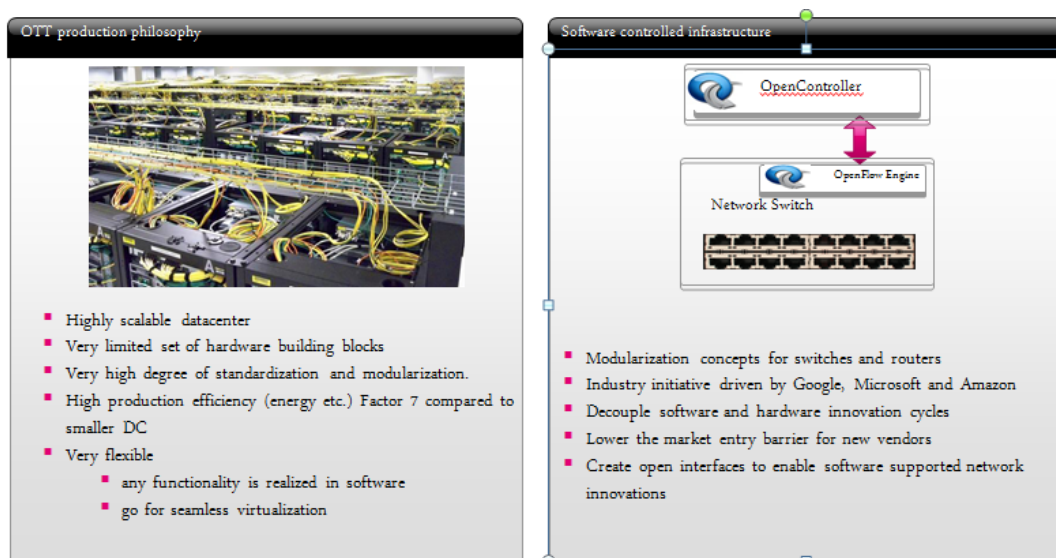 OTT production philosophy
Highly scalable datacenter
Very limited set of hardware building blocks
Very high degree of standardization and modularization.
High production efficiency (energy etc.) Factor 7 compared to
smaller DC
Very flexible
any functionality is realized in software
go for seamless virtualization
Software controlled infrastructure
OpenController
OpenFlow Engine
Network Switch
Modularization concepts for switches and routers
Industry initiative driven by Google, Microsoft and Amazon
Decouple software and hardware innovation cycles
Lower the market entry barrier for new vendors
Create open interfaces to enable software supported network
innovations